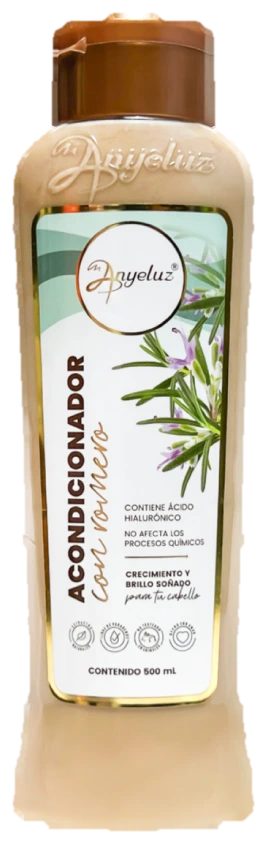 Anyeluz
Anyeluz®
ACONDICIONADOR
con romero
CONTIENE ÁCIDO
HIALURÓNICO
NO AFECTA LOS
PROCESOS QUÍMICOS
CRECIMIENTO Y
BRILLO SOÑADO
para tu cabello
CONTENIDO 500 mL